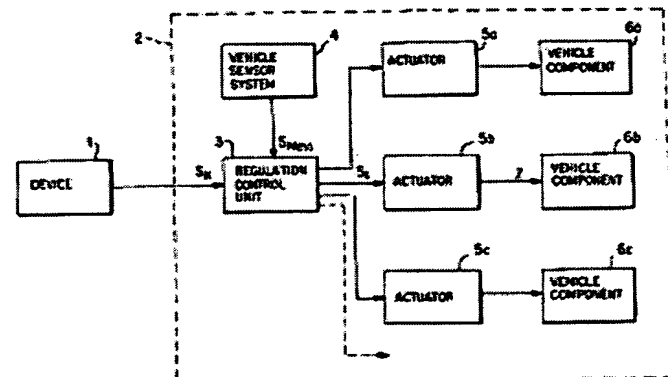 2
4
VEHICLE
SENSOR
SYSTEM
5a
ACTUATOR
6a
VEHICLE
COMPONENT
1
DEVICE
3
REGULATION
CONTROL
UNIT
5b
ACTUATOR
7
6b
VEHICLE
COMPONENT
5c
ACTUATOR
6c
VEHICLE
COMPONENT